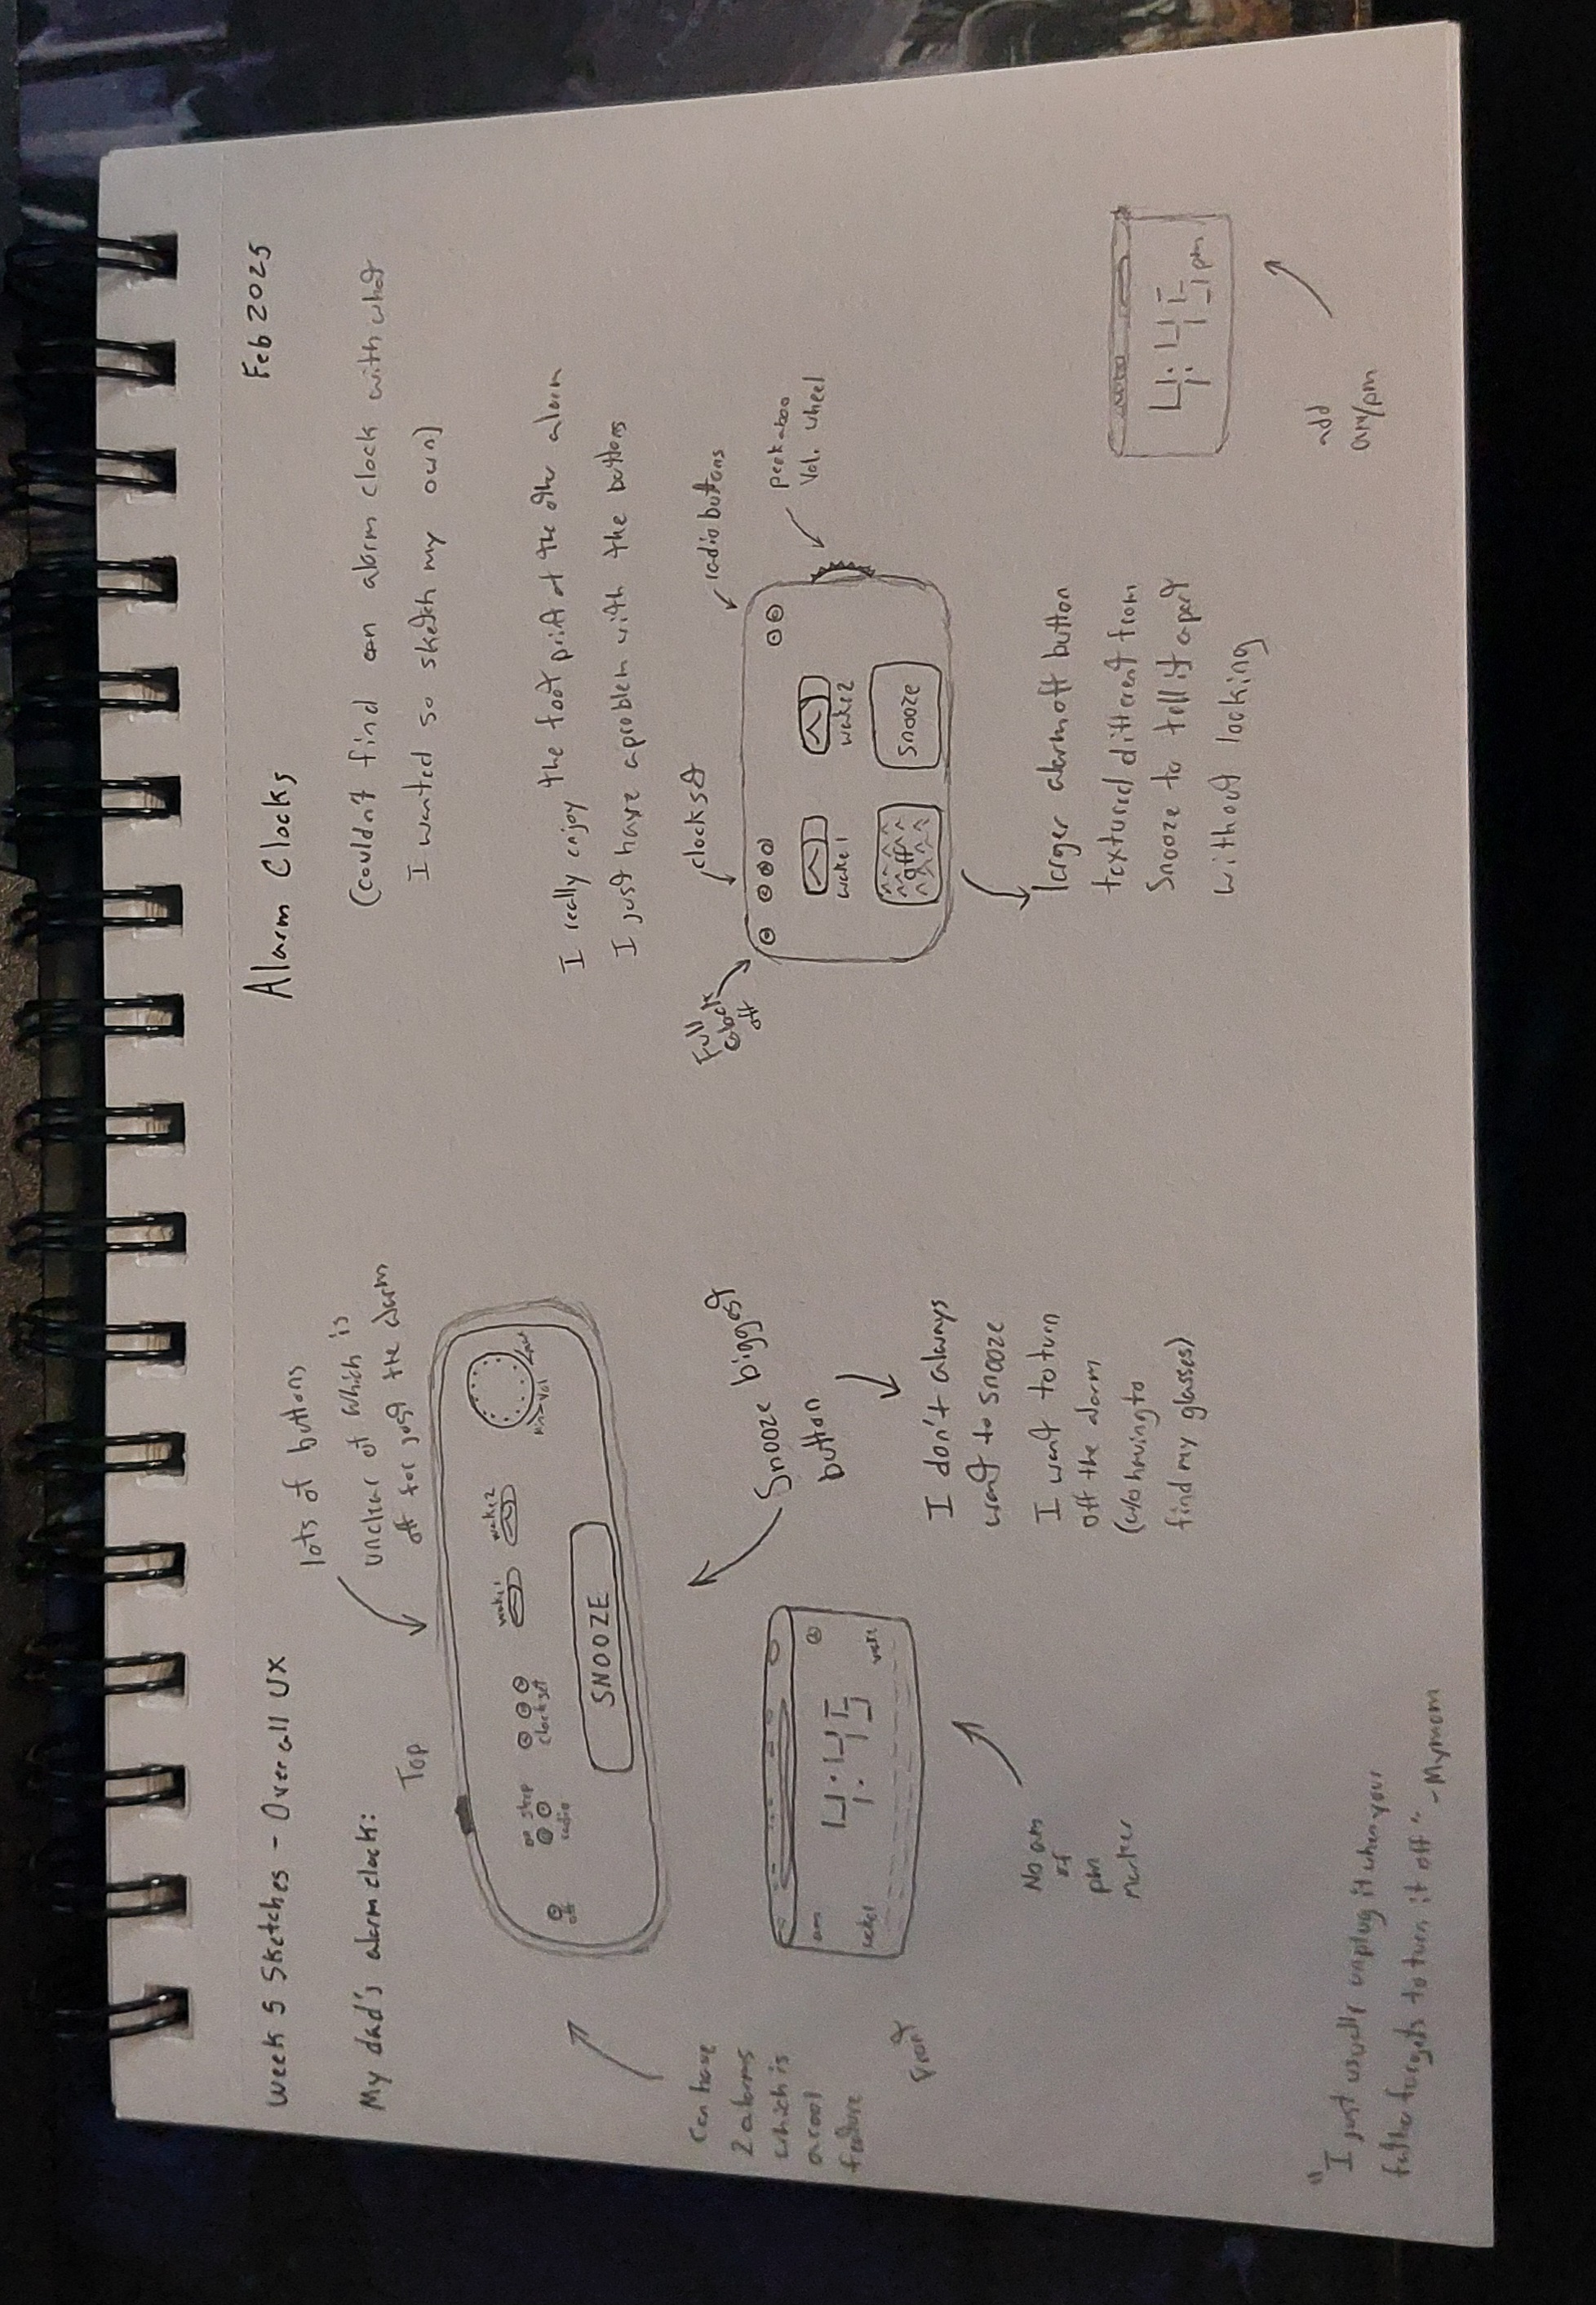 Week 5 Sketches - Overall UX
My dad's alarm clock:
Top
lots of buttons
unclear of which is
off for just the alarm
off
on sleep
radio
clock set
wake 1
wake 2
Min Vol Max
SNOOZE
Can have
2 alarms
which is
a cool
feature
am
4:45
wake1
Front
No am
or
pm
marker
Snooze biggest
button
I don't always
want to snooze
I want to turn
off the alarm
(w/o having to
find my glasses)
"I just usually unplug it when your
father forgets to turn it off" - My mom
Alarm Clocks
Feb 2025
(couldn't find an alarm clock with what
I wanted so sketch my own)
I really enjoy the foot print of the other alarm
I just have a problem with the buttons
Full
clock
off
clock set
radio buttons
peekaboo
Vol. wheel
wake 1
wake 2
off
Snooze
larger alarm off button
textured different from
Snooze to tell it apart
without looking
4:45 pm
add
am/pm